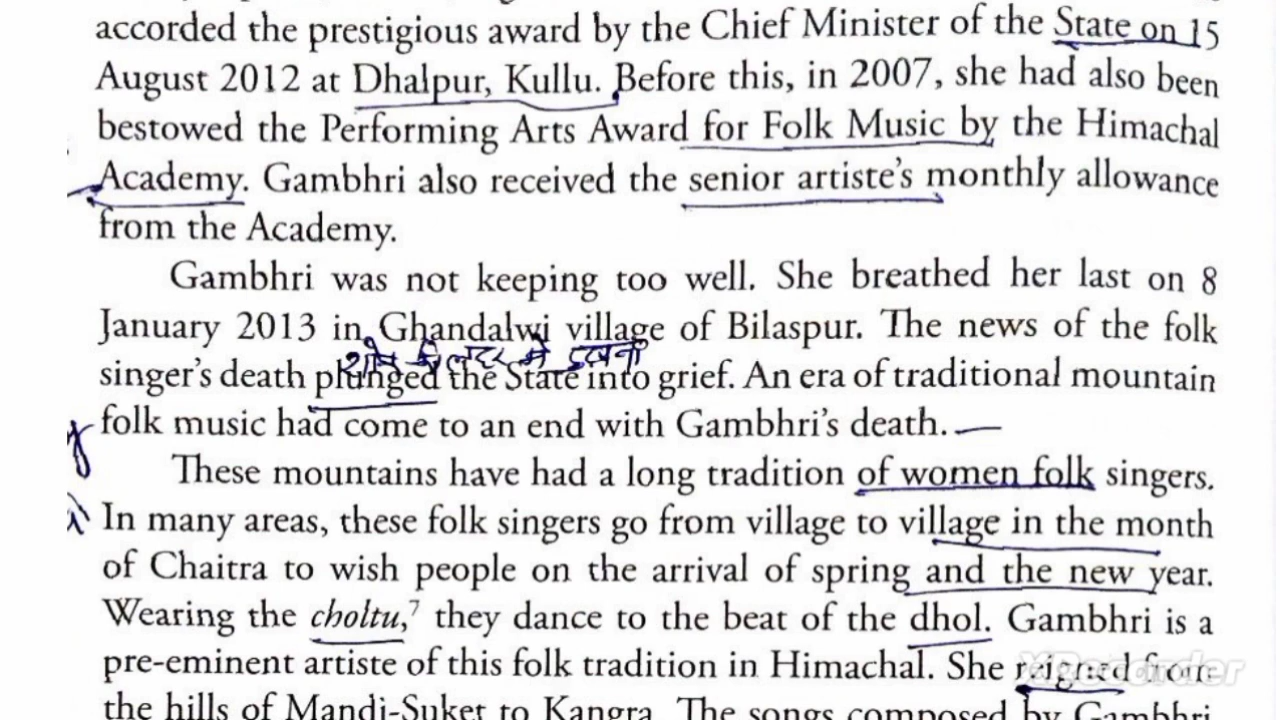 accorded the prestigious award by the Chief Minister of the State on 15
August 2012 at Dhalpur, Kullu. Before this, in 2007, she had also been
bestowed the Performing Arts Award for Folk Music by the Himachal
Academy. Gambhri also received the senior artiste's monthly allowance
from the Academy.
Gambhri was not keeping too well. She breathed her last on 8
January 2013 in Ghandalwi village of Bilaspur. The news of the folk
singer's death plunged the State into grief. An era of traditional mountain
folk music had come to an end with Gambhri's death.
These mountains have had a long tradition of women folk singers.
In many areas, these folk singers go from village to village in the month
of Chaitra to wish people on the arrival of spring and the new year.
Wearing the choltu,⁷ they dance to the beat of the dhol. Gambhri is a
pre-eminent artiste of this folk tradition in Himachal. She reigned from
the hills of Mandi-Suket to Kangra. The songs composed by Gambhri
XRecorder